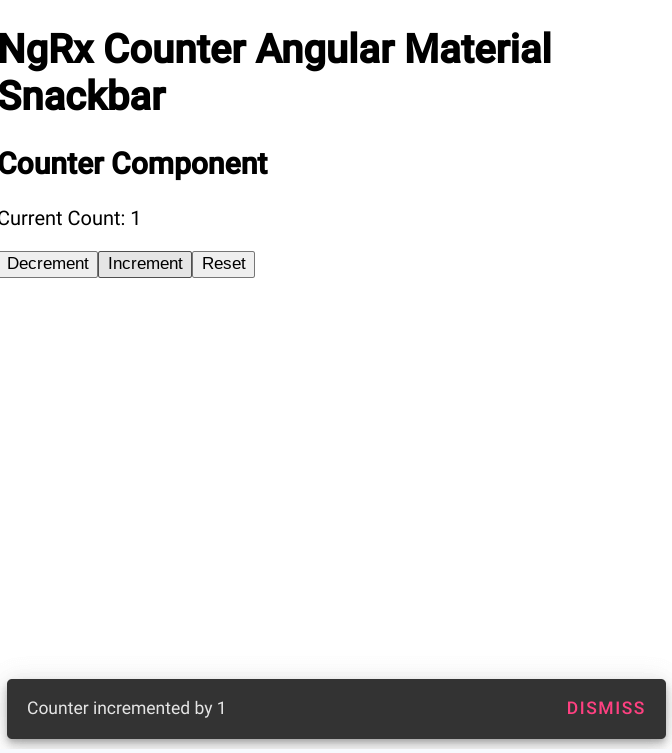 NgRx Counter Angular Material
Snackbar
Counter Component
Current Count: 1
Decrement Increment Reset
Counter incremented by 1 DISMISS